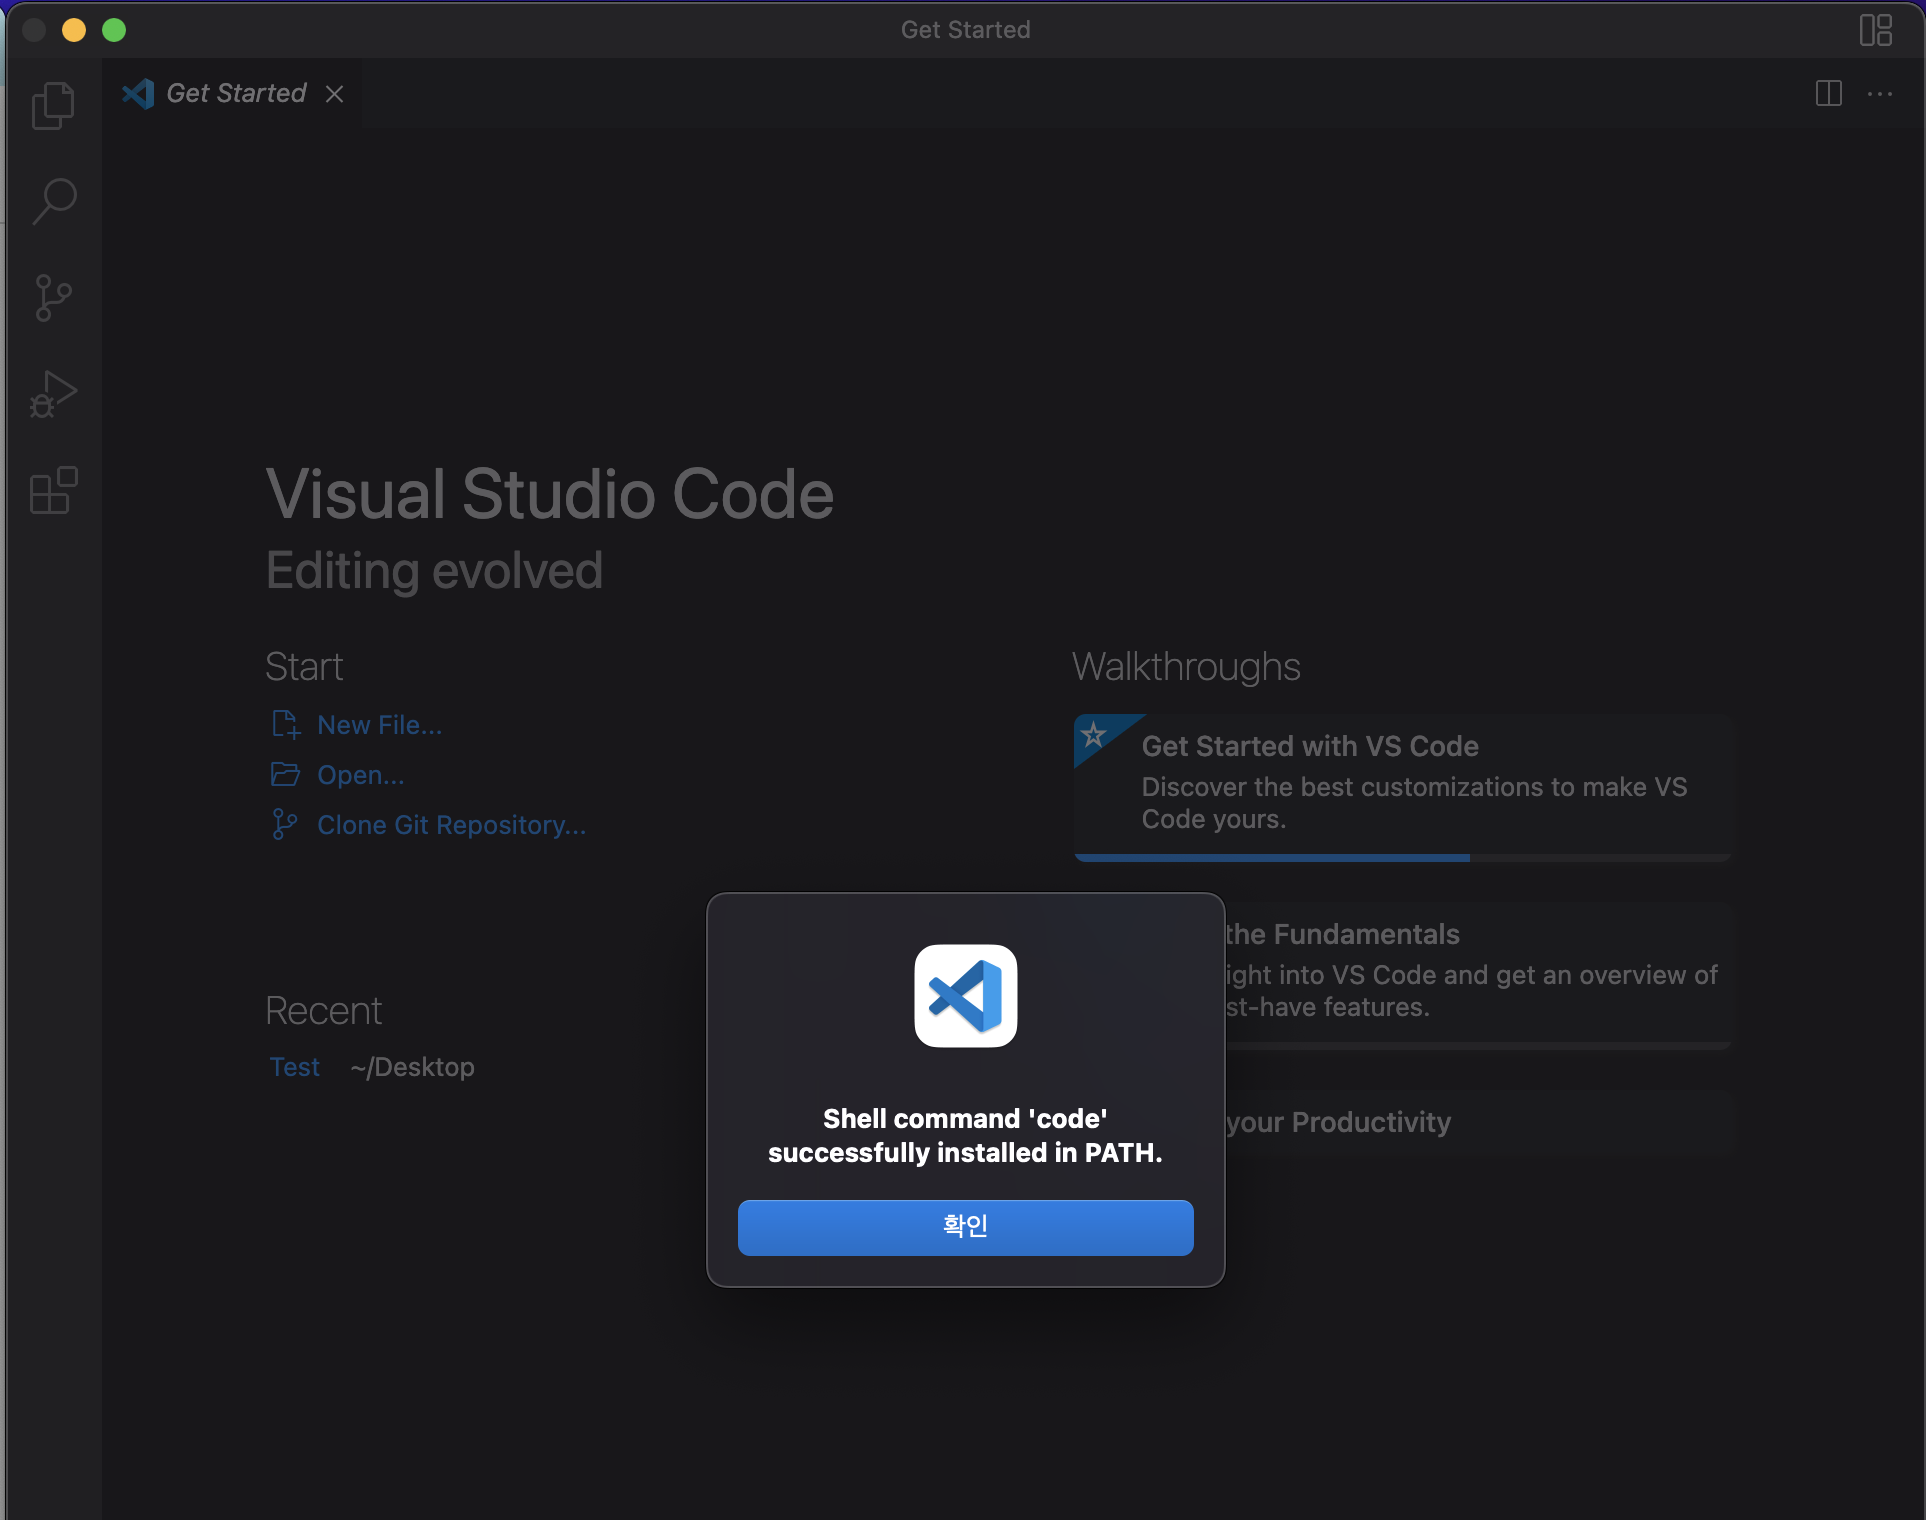 Get Started
Get Started
Visual Studio Code
Editing evolved
Start
New File...
Open...
Clone Git Repository...
Recent
Test ~/Desktop
Walkthroughs
Get Started with VS Code
Discover the best customizations to make VS
Code yours.
the Fundamentals
ight into VS Code and get an overview of
st-have features.
your Productivity
Shell command 'code'
successfully installed in PATH.
확인